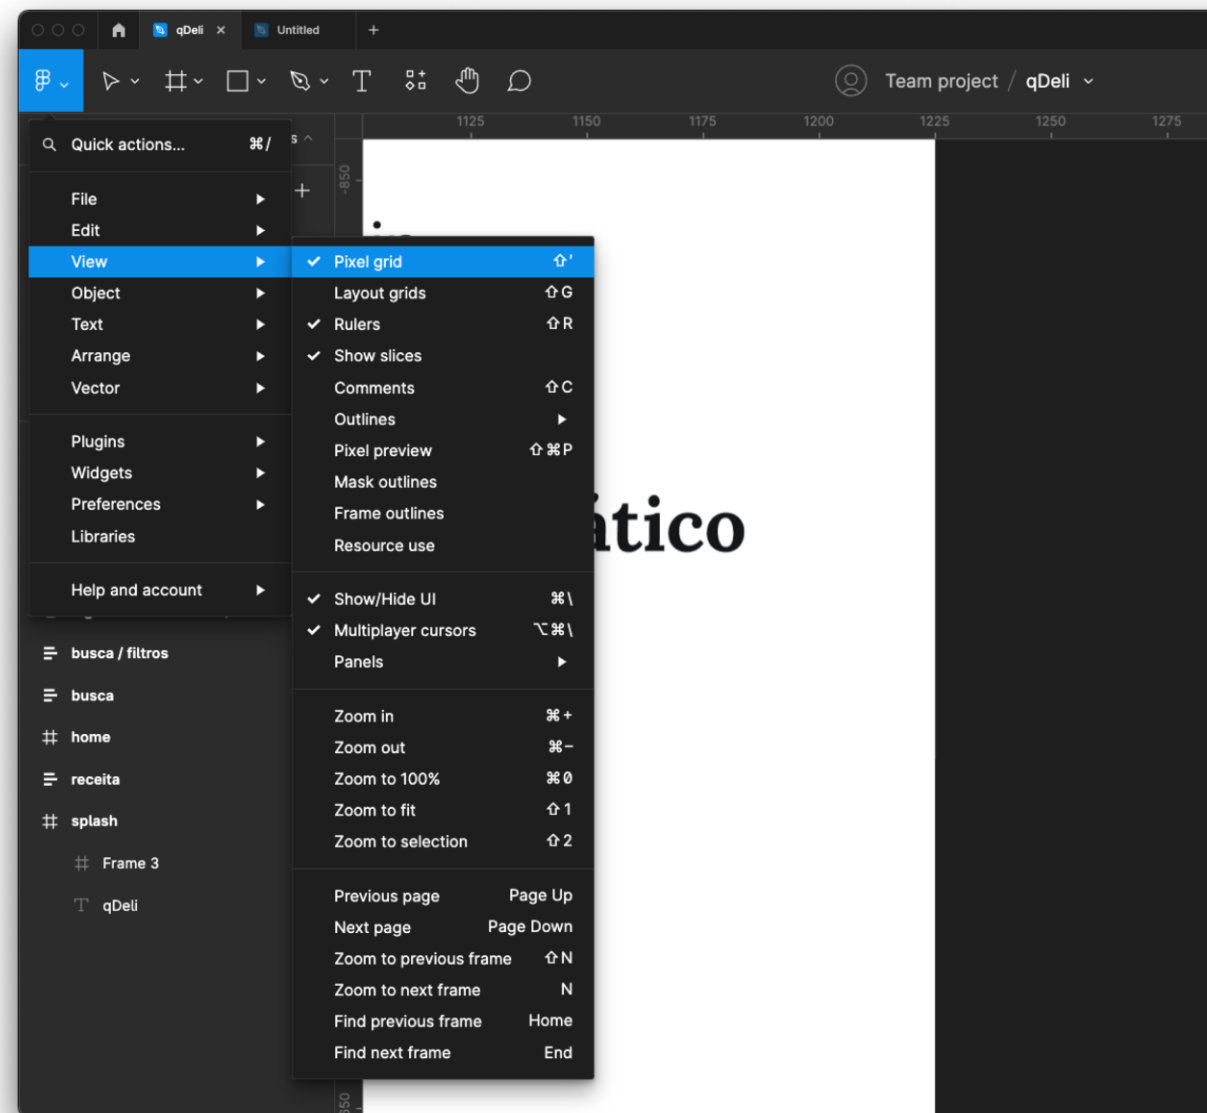 qDeli
Untitled
Team project / qDeli
1125 1150 1175 1200 1225 1250 1275
-850
Quick actions... ⌘/
File
Edit
View
Object
Text
Arrange
Vector
Plugins
Widgets
Preferences
Libraries
Help and account
Pixel grid ⇧'
Layout grids ⇧G
Rulers ⇧R
Show slices
Comments ⇧C
Outlines
Pixel preview ⇧⌘P
Mask outlines
Frame outlines
Resource use
Show/Hide UI ⌘\
Multiplayer cursors ⌥⌘\
Panels
Zoom in ⌘+
Zoom out ⌘−
Zoom to 100% ⌘0
Zoom to fit ⇧1
Zoom to selection ⇧2
Previous page Page Up
Next page Page Down
Zoom to previous frame ⇧N
Zoom to next frame N
Find previous frame Home
Find next frame End
ático
busca / filtros
busca
home
receita
splash
Frame 3
qDeli